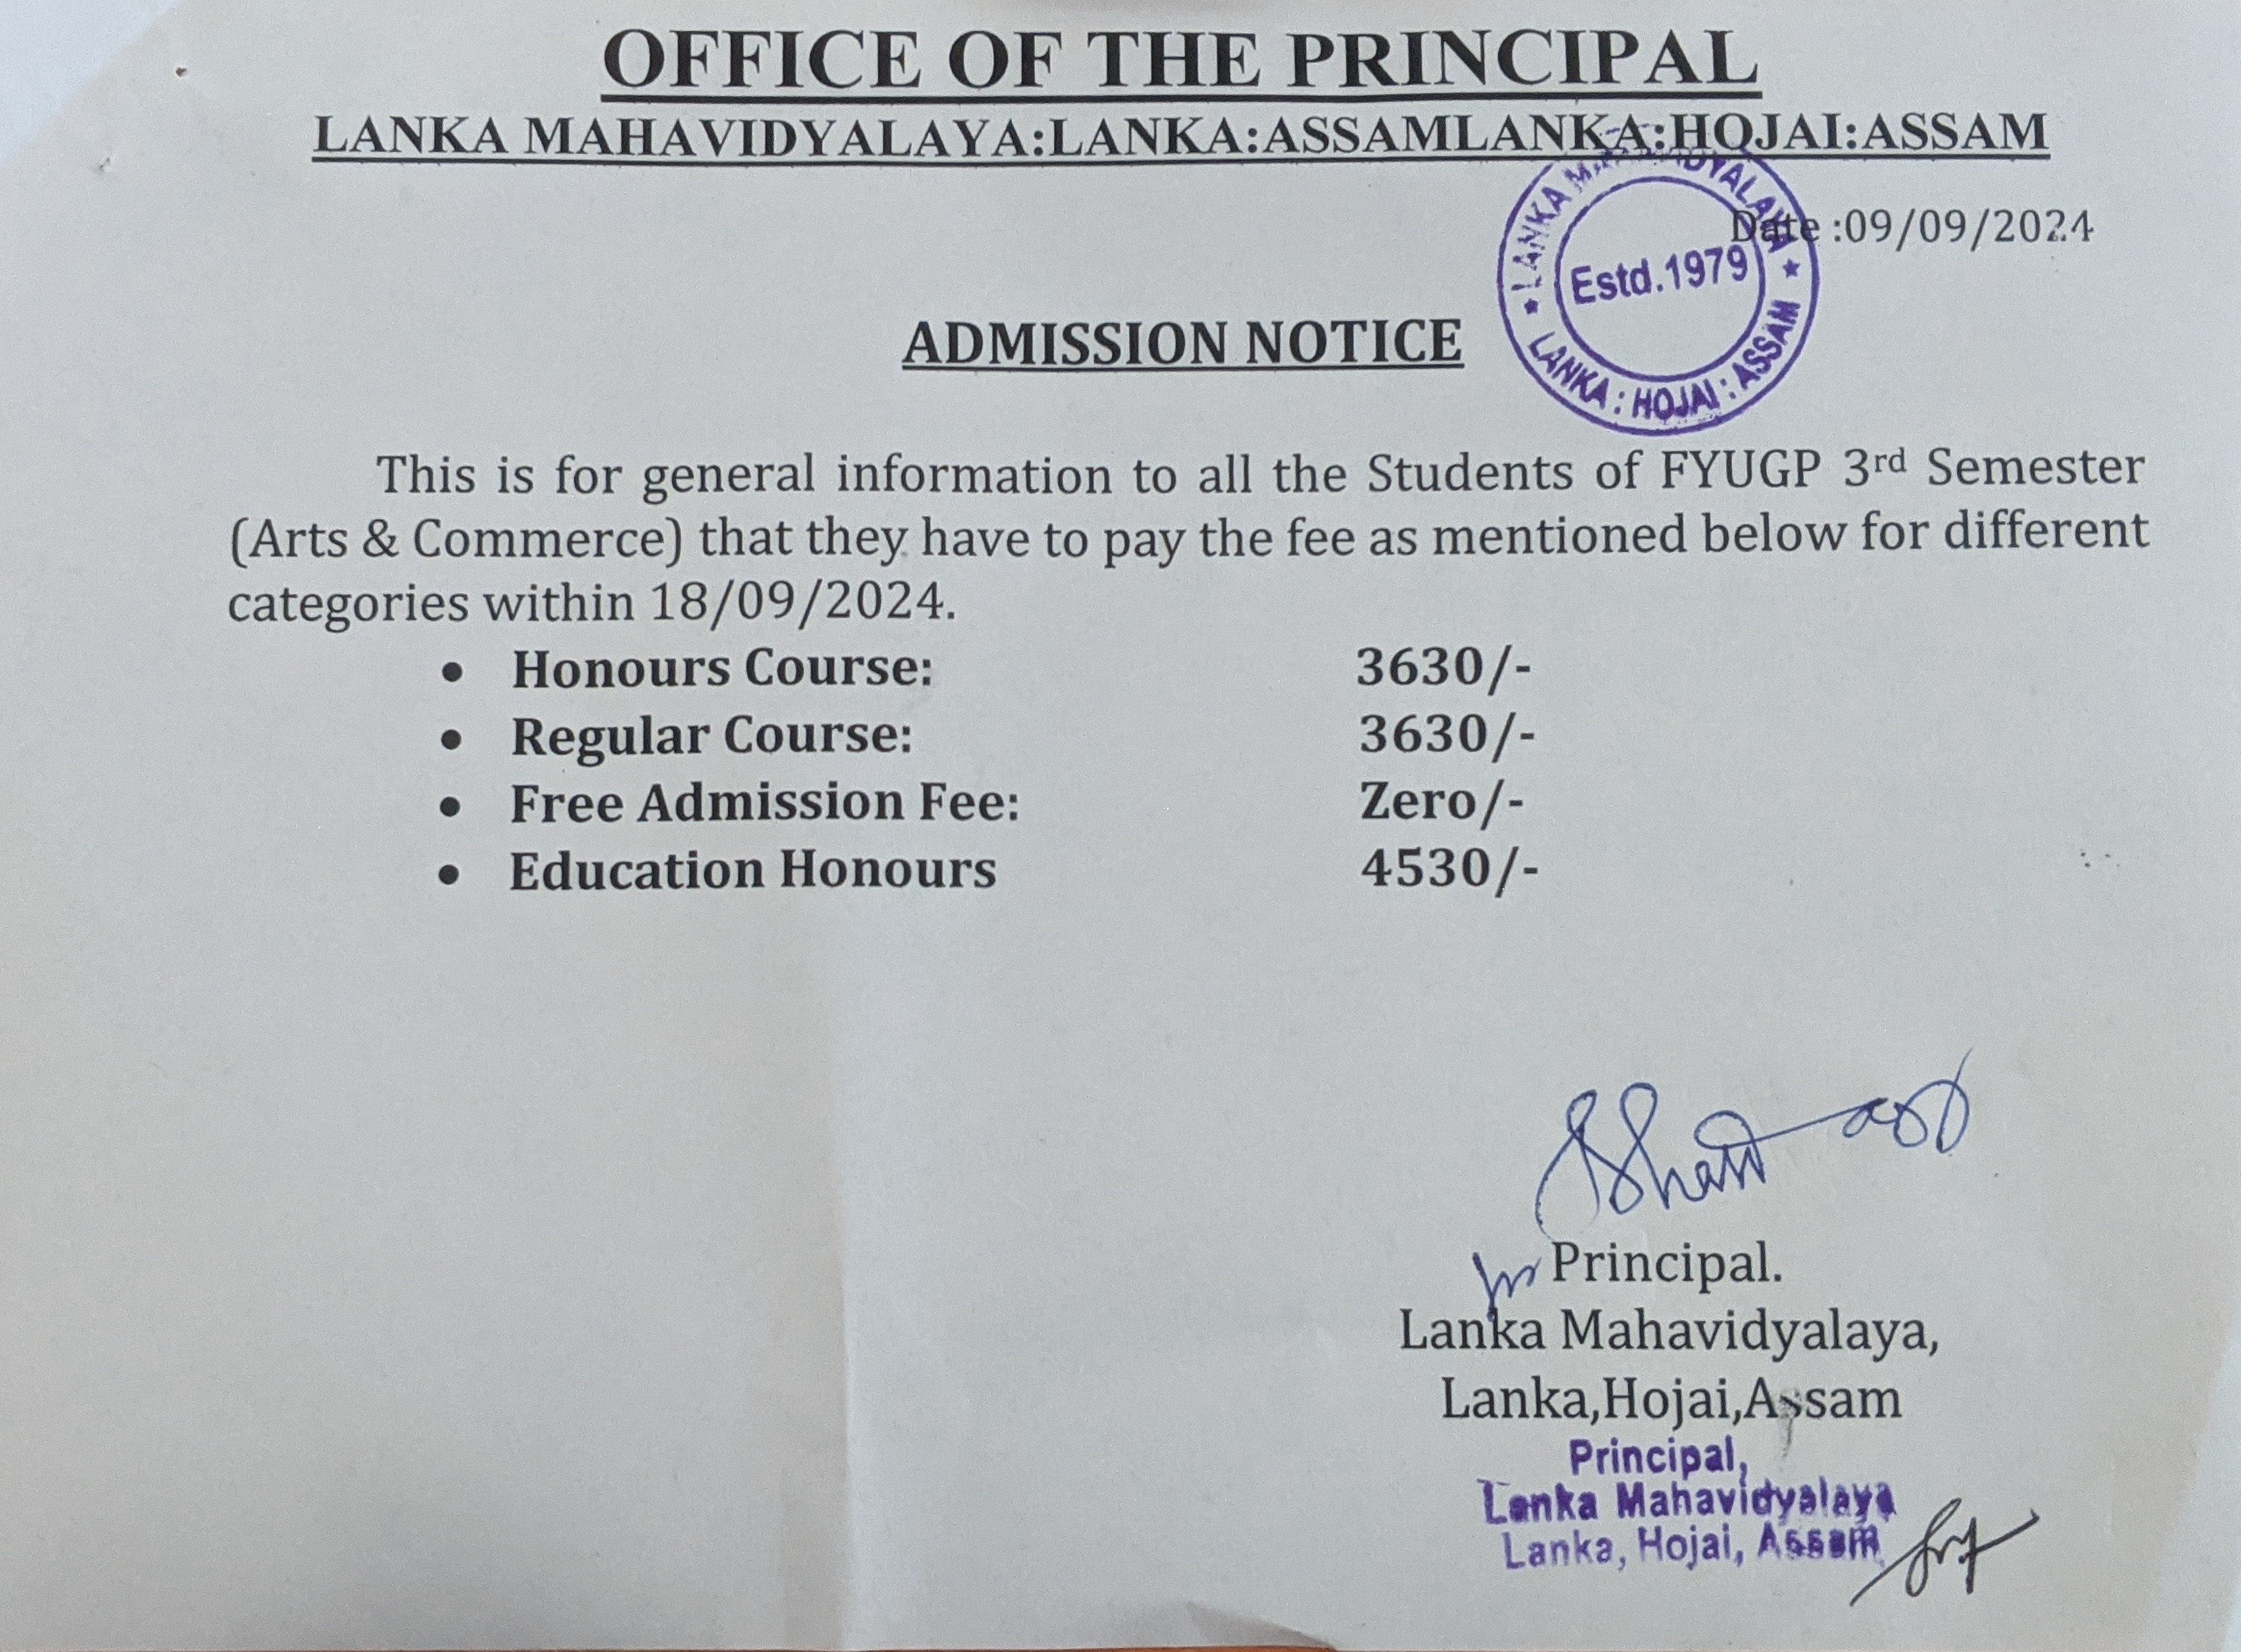 OFFICE OF THE PRINCIPAL
LANKA MAHAVIDYALAYA:LANKA:ASSAMLANKA:HOJAI:ASSAM
LANKA MAHAVIDYALAYA
Estd.1979
LANKA : HOJAI : ASSAM
Date :09/09/2024
ADMISSION NOTICE
This is for general information to all the Students of FYUGP 3rd Semester
(Arts & Commerce) that they have to pay the fee as mentioned below for different
categories within 18/09/2024.
• Honours Course: 3630/-
• Regular Course: 3630/-
• Free Admission Fee: Zero/-
• Education Honours 4530/-
for Principal.
Lanka Mahavidyalaya,
Lanka,Hojai,Assam
Principal,
Lanka Mahavidyalaya
Lanka, Hojai, Assam